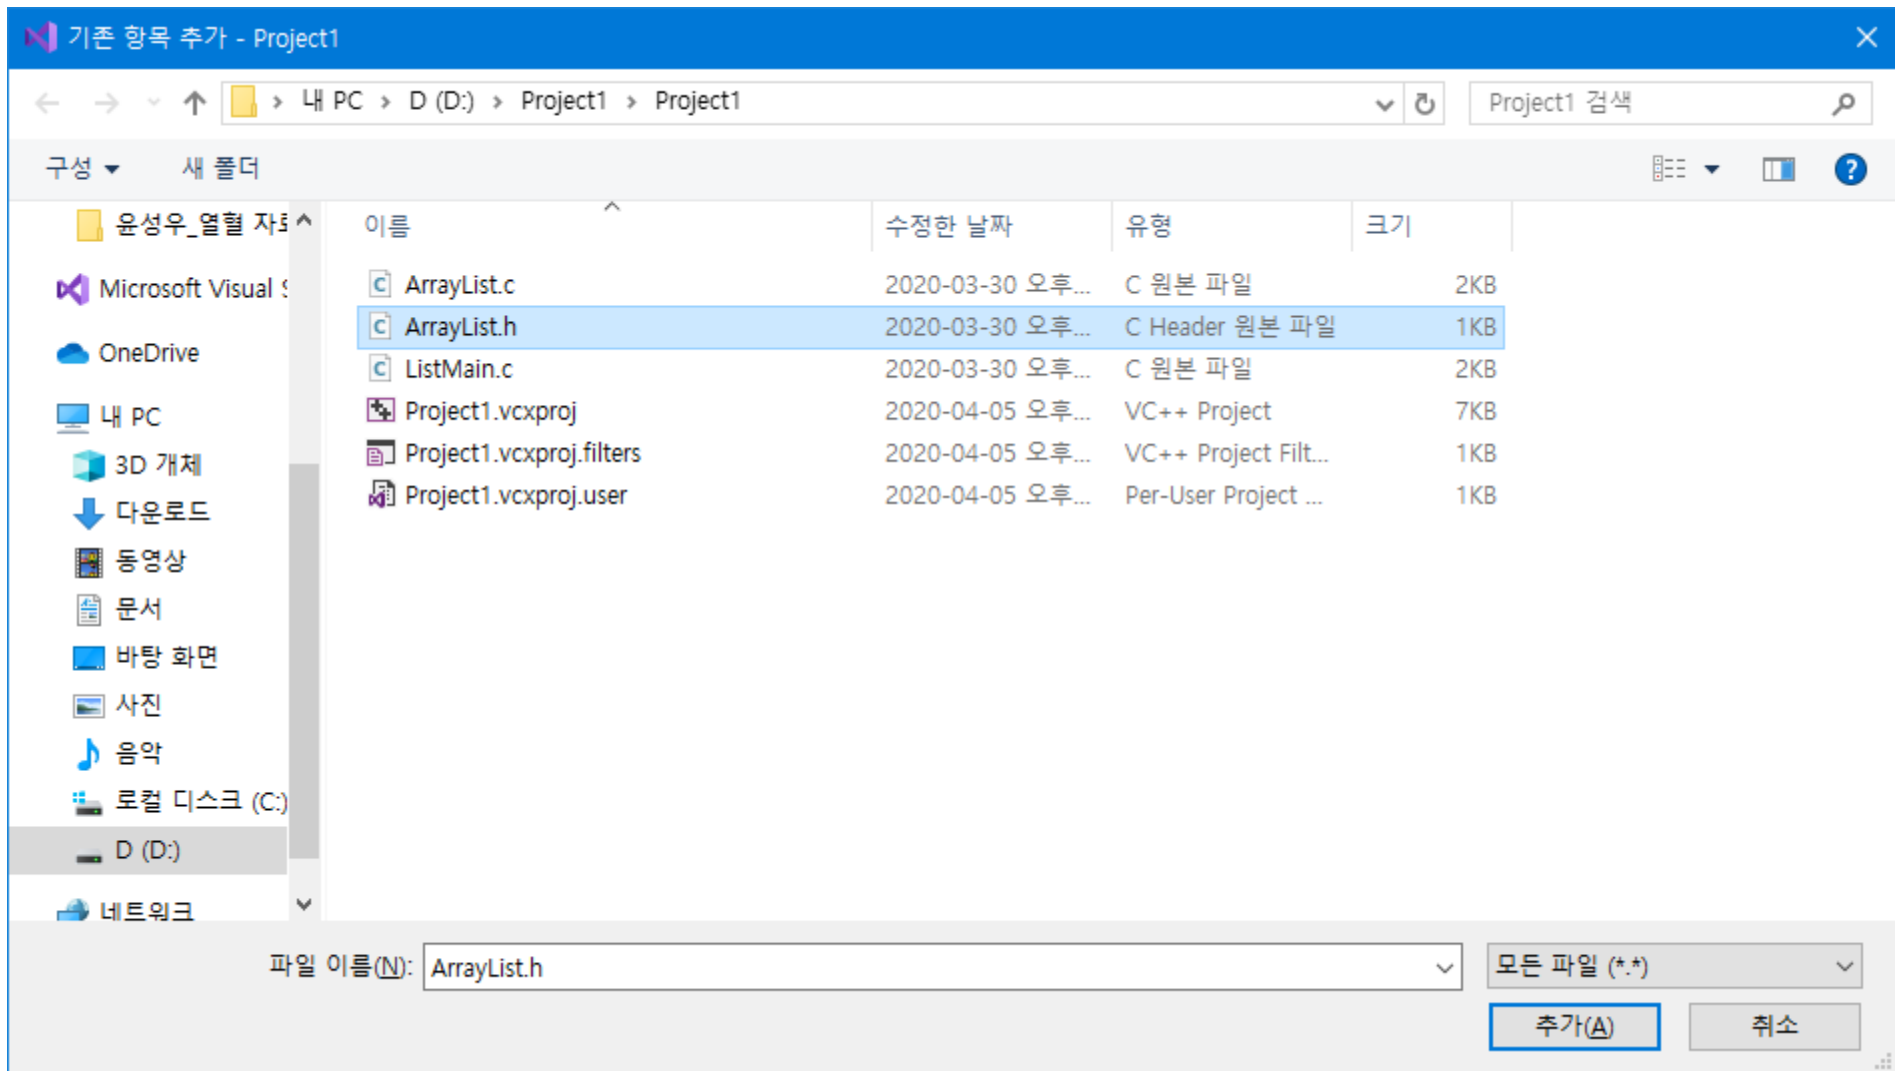 기존 항목 추가 - Project1
내 PC › D (D:) › Project1 › Project1
Project1 검색
구성 새 폴더
이름 수정한 날짜 유형 크기
윤성우_열혈
Microsoft Visual
OneDrive
내 PC
3D 개체
다운로드
동영상
문서
바탕 화면
사진
음악
로컬 디스크 (C:)
D (D:)
네트워크
ArrayList.c 2020-03-30 오후... C 원본 파일 2KB
ArrayList.h 2020-03-30 오후... C Header 원본 파일 1KB
ListMain.c 2020-03-30 오후... C 원본 파일 2KB
Project1.vcxproj 2020-04-05 오후... VC++ Project 7KB
Project1.vcxproj.filters 2020-04-05 오후... VC++ Project Filt... 1KB
Project1.vcxproj.user 2020-04-05 오후... Per-User Project ... 1KB
파일 이름(N): ArrayList.h 모든 파일 (*.*)
추가(A) 취소